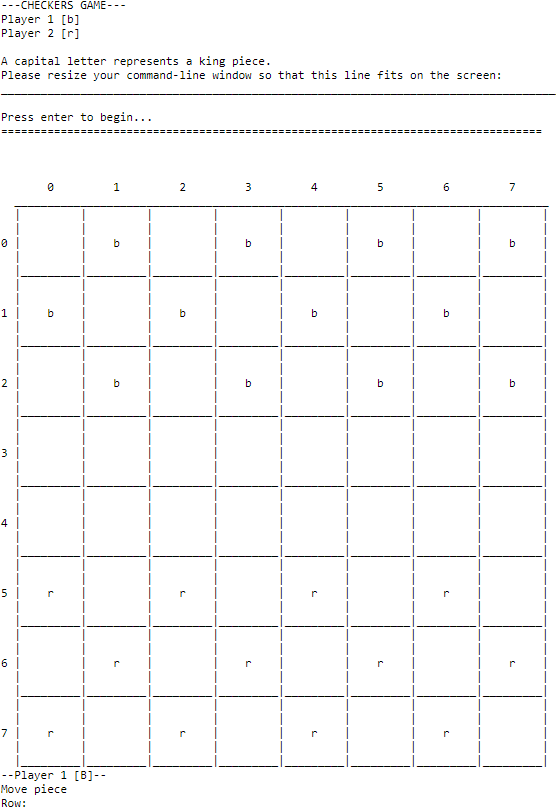 ---CHECKERS GAME---
Player 1 [b]
Player 2 [r]
A capital letter represents a king piece.
Please resize your command-line window so that this line fits on the screen:
Press enter to begin...
0 1 2 3 4 5 6 7
0 b b b b
1 b b b b
2 b b b b
3
4
5 r r r r
6 r r r r
7 r r r r
--Player 1 [B]--
Move piece
Row: